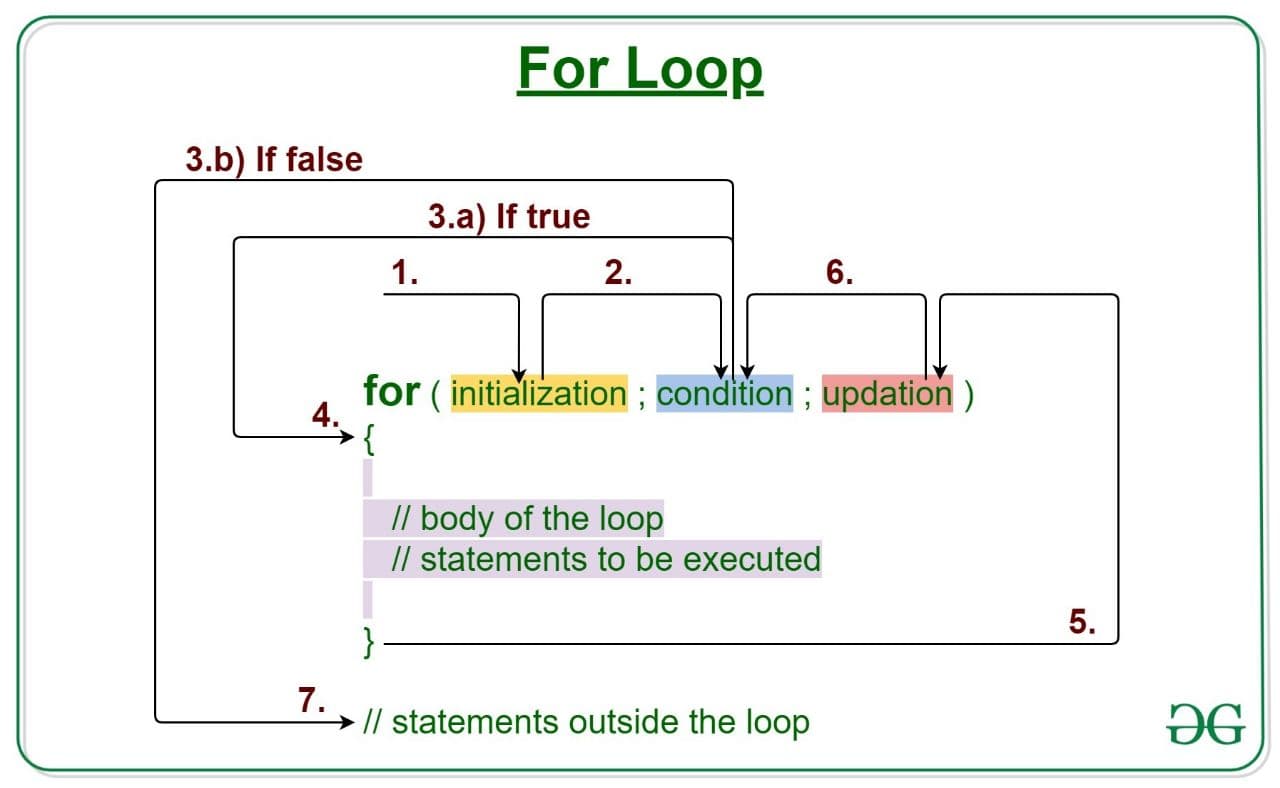 For Loop
3.b) If false
3.a) If true
1.
2.
6.
for ( initialization ; condition ; updation )
4.
{
// body of the loop
// statements to be executed
5.
}
7.
// statements outside the loop